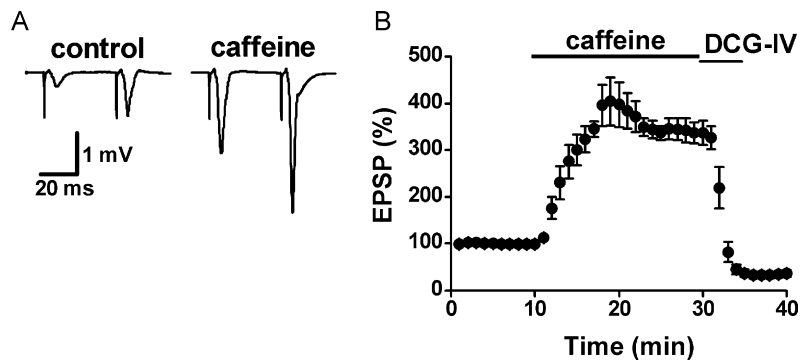 A
control
caffeine
1 mV
20 ms
B
caffeine
DCG-IV
EPSP (%)
500
400
300
200
100
0
0
10
20
30
40
Time (min)